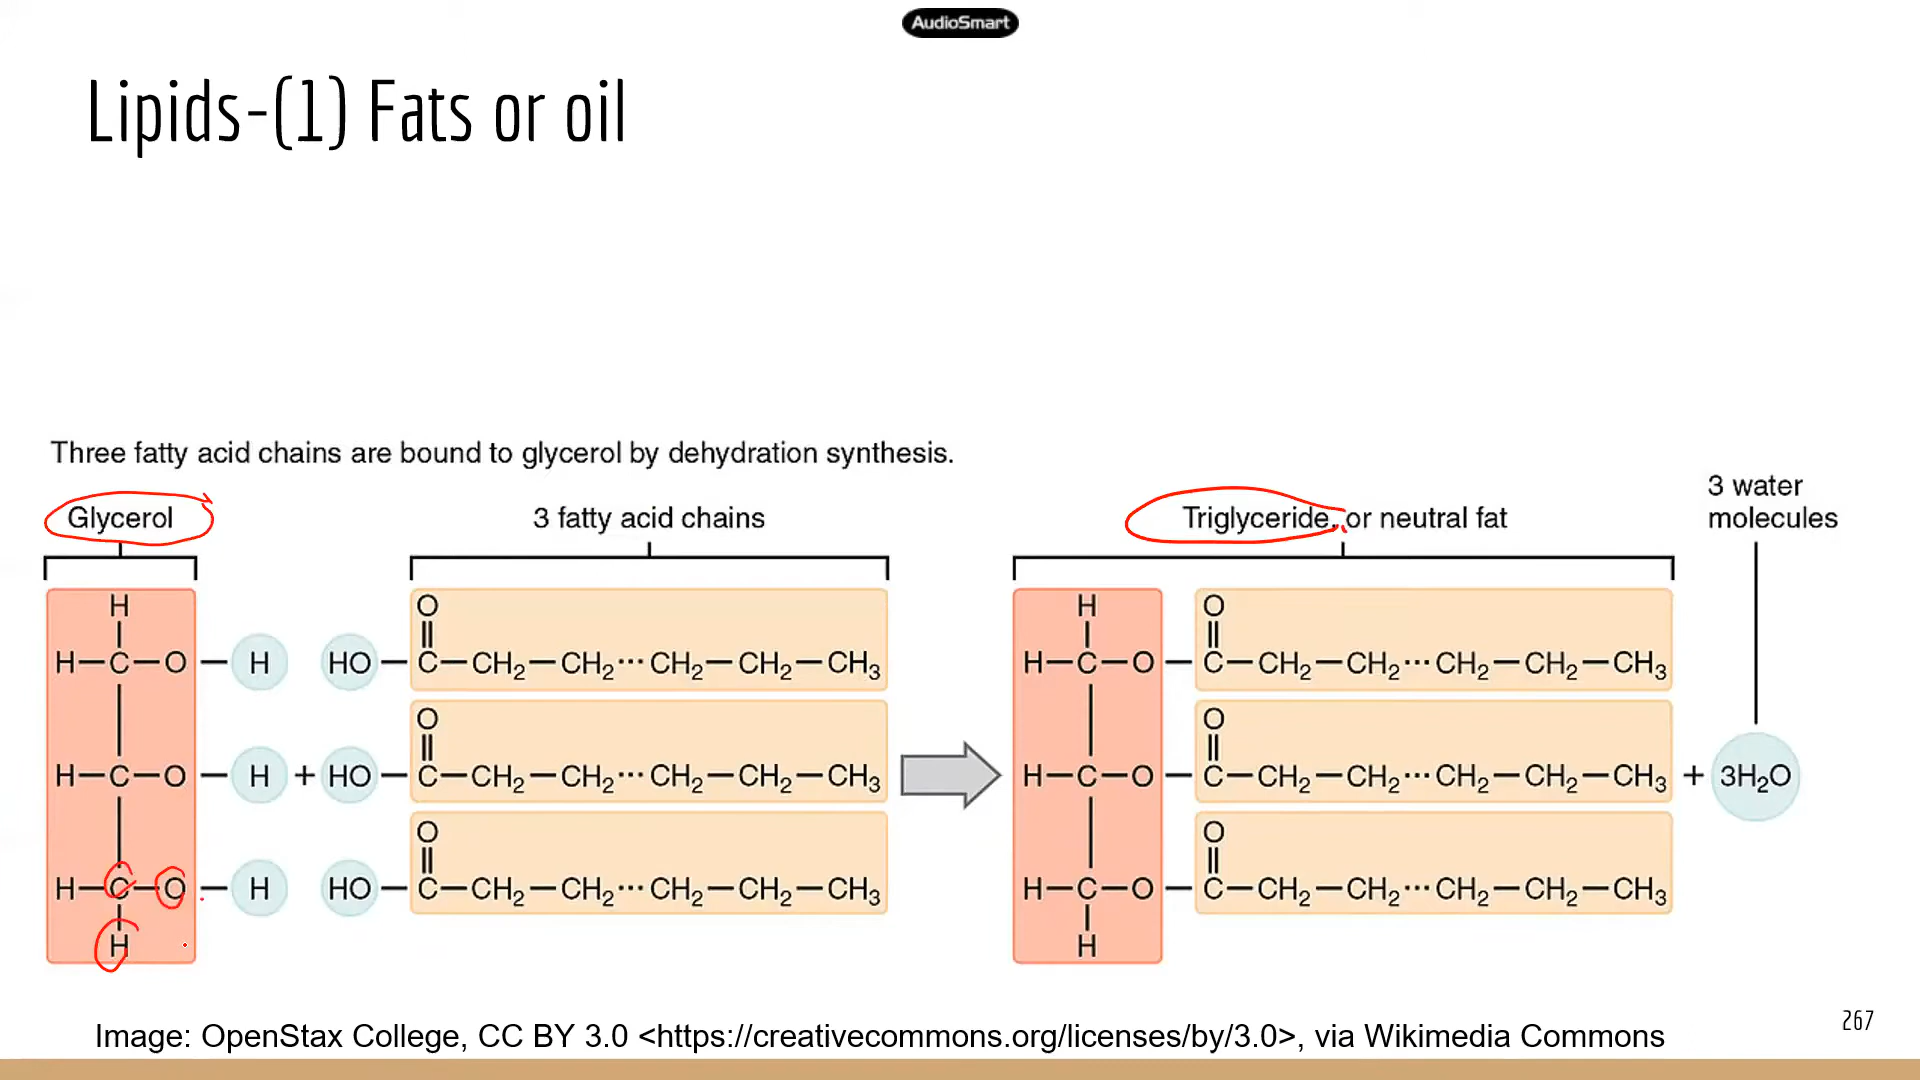 AudioSmart
Lipids-(1) Fats or oil
Three fatty acid chains are bound to glycerol by dehydration synthesis.
Glycerol
3 fatty acid chains
Triglyceride, or neutral fat
3 water
molecules
H
H—C—O—H
HO—C—CH₂—CH₂···CH₂—CH₂—CH₃
O
H—C—O—H + HO—C—CH₂—CH₂···CH₂—CH₂—CH₃
O
H—C—O—H
HO—C—CH₂—CH₂···CH₂—CH₂—CH₃
O
H
H
H—C—O—C—CH₂—CH₂···CH₂—CH₂—CH₃
O
H—C—O—C—CH₂—CH₂···CH₂—CH₂—CH₃ + 3H₂O
O
H—C—O—C—CH₂—CH₂···CH₂—CH₂—CH₃
O
H
Image: OpenStax College, CC BY 3.0 <https://creativecommons.org/licenses/by/3.0>, via Wikimedia Commons
267